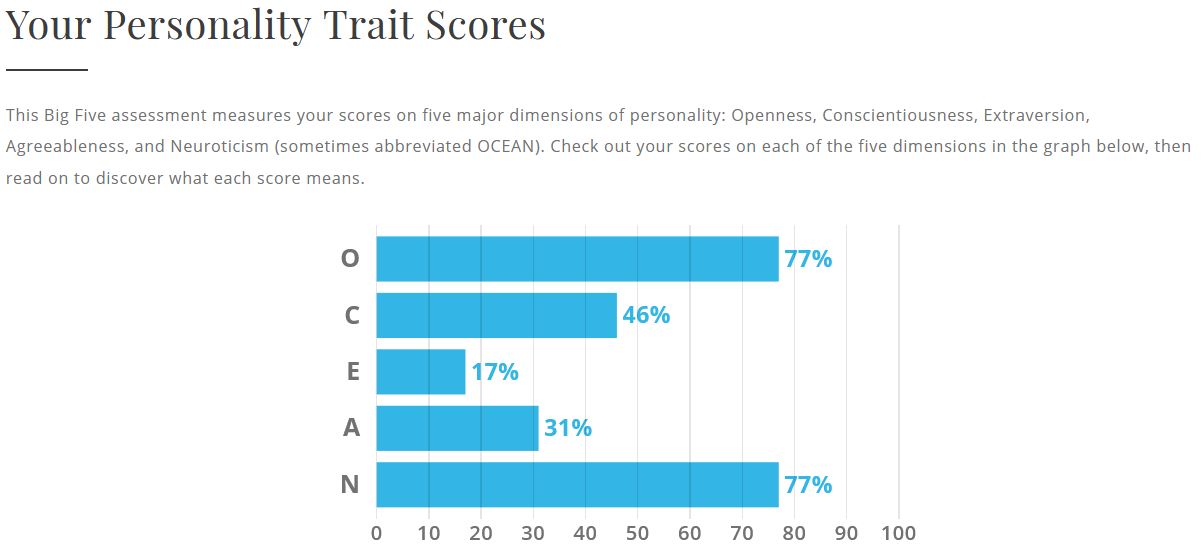 Your Personality Trait Scores
This Big Five assessment measures your scores on five major dimensions of personality: Openness, Conscientiousness, Extraversion,
Agreeableness, and Neuroticism (sometimes abbreviated OCEAN). Check out your scores on each of the five dimensions in the graph below, then
read on to discover what each score means.
O 77%
C 46%
E 17%
A 31%
N 77%
0 10 20 30 40 50 60 70 80 90 100